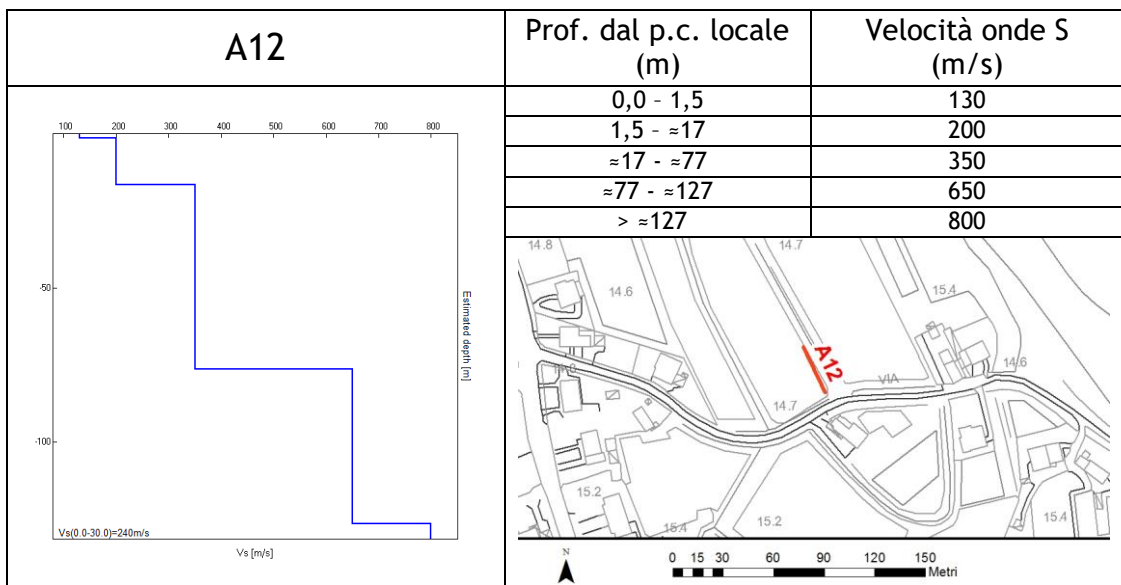 A12
Prof. dal p.c. locale
(m)
Velocità onde S
(m/s)
0,0 – 1,5
130
1,5 – ≈17
200
≈17 - ≈77
350
≈77 - ≈127
650
> ≈127
800
100 200 300 400 500 600 700 800
-50
-100
Estimated depth [m]
Vs(0.0-30.0)=240m/s
Vs [m/s]
14.8
14.7
14.6
15.4
A12
14.6
VIA
14.7
15.2
15.4
15.2
15.4
N
0 15 30 60 90 120 150
Metri